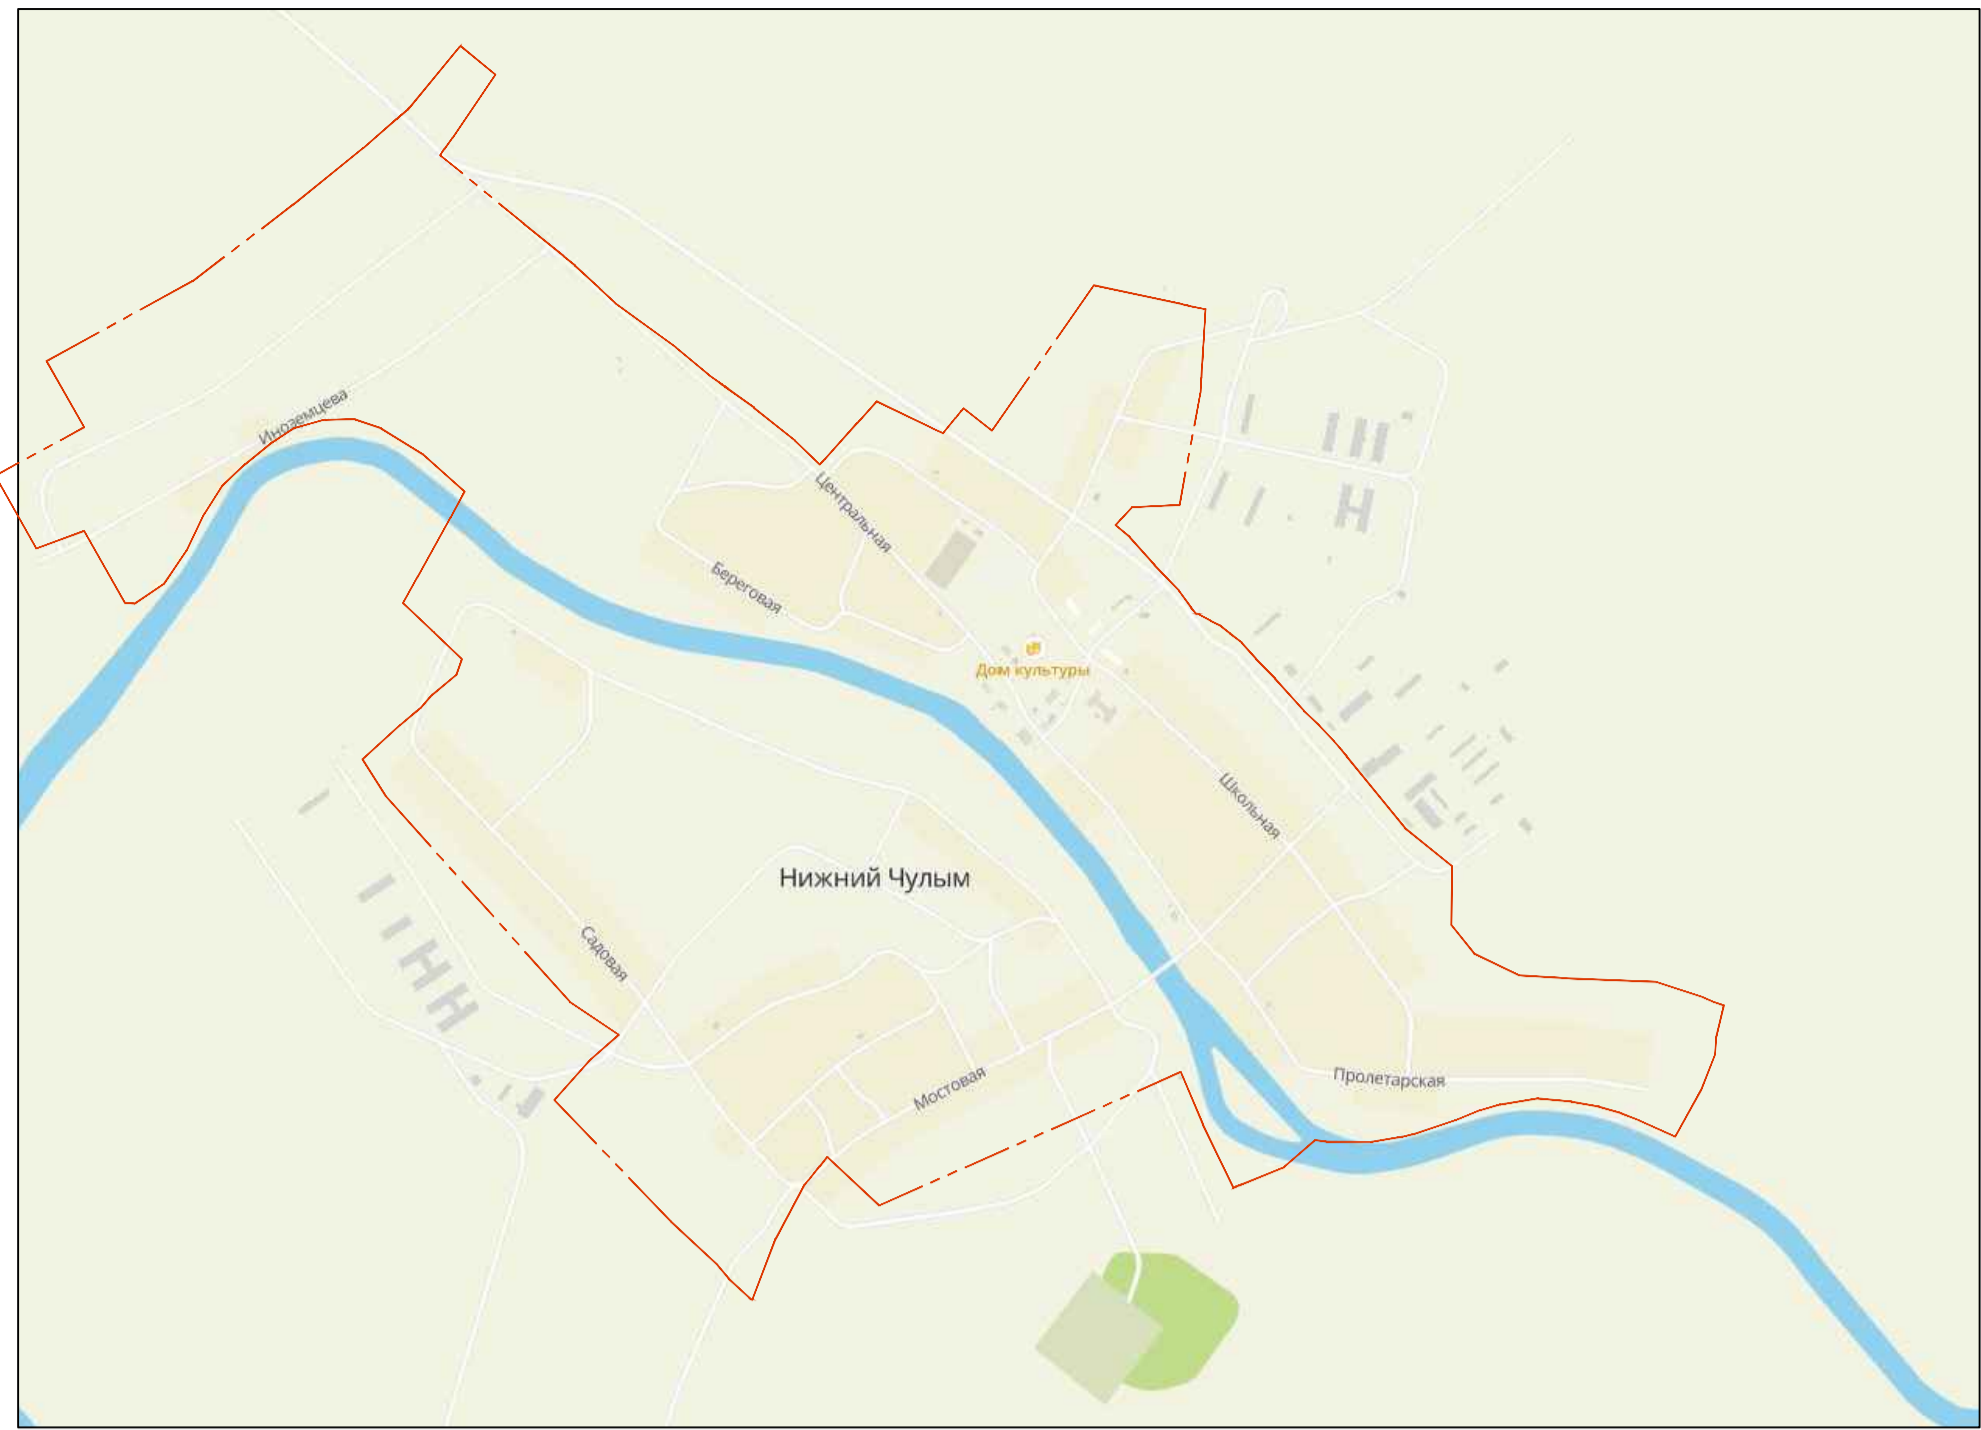 Иноземцева
Центральная
Береговая
Дом культуры
Школьная
Нижний Чулым
Садовая
Мостовая
Пролетарская